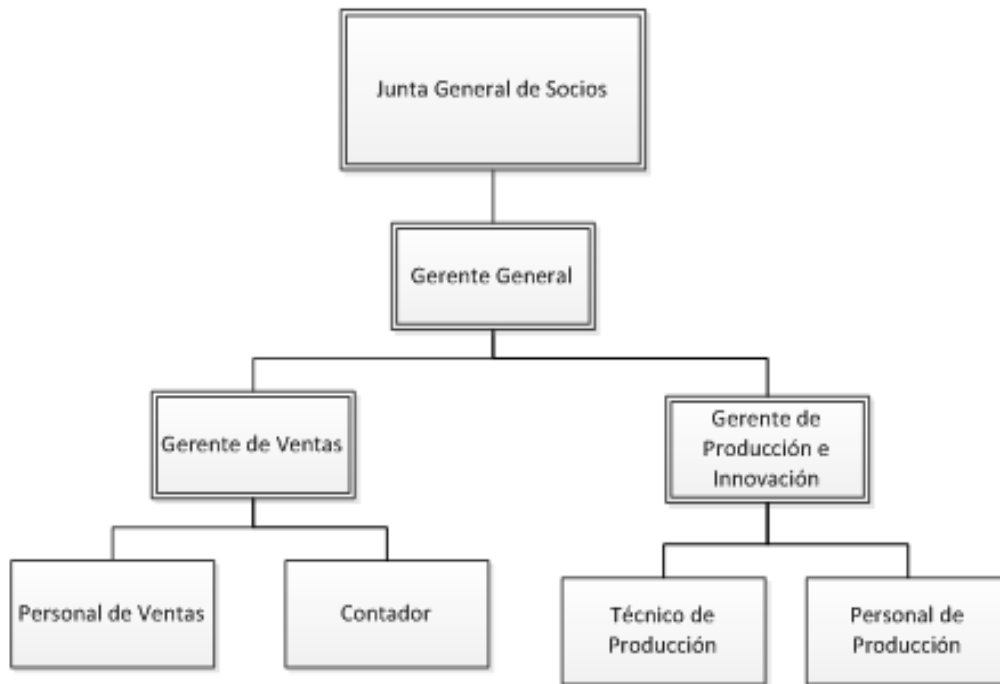 Junta General de Socios
Gerente General
Gerente de Ventas
Gerente de
Producción e
Innovación
Personal de Ventas
Contador
Técnico de
Producción
Personal de
Producción